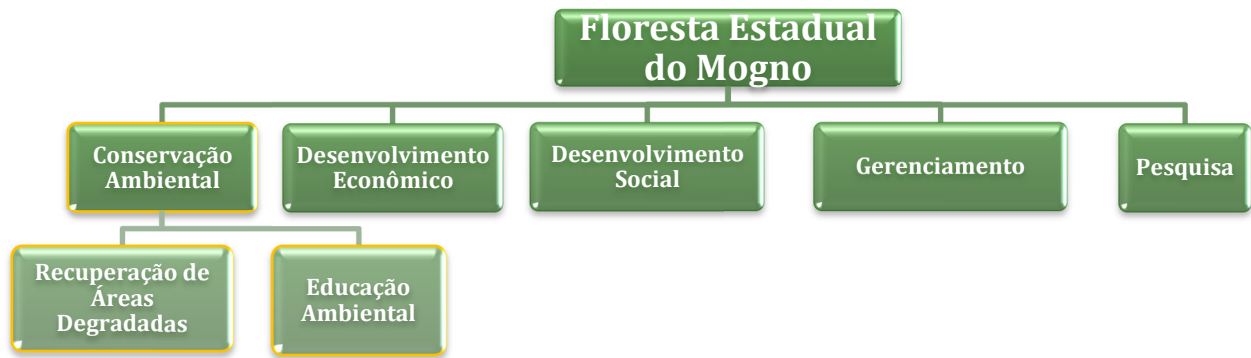 Floresta Estadual
do Mogno
Conservação
Ambiental
Desenvolvimento
Econômico
Desenvolvimento
Social
Gerenciamento
Pesquisa
Recuperação de
Áreas
Degradadas
Educação
Ambiental